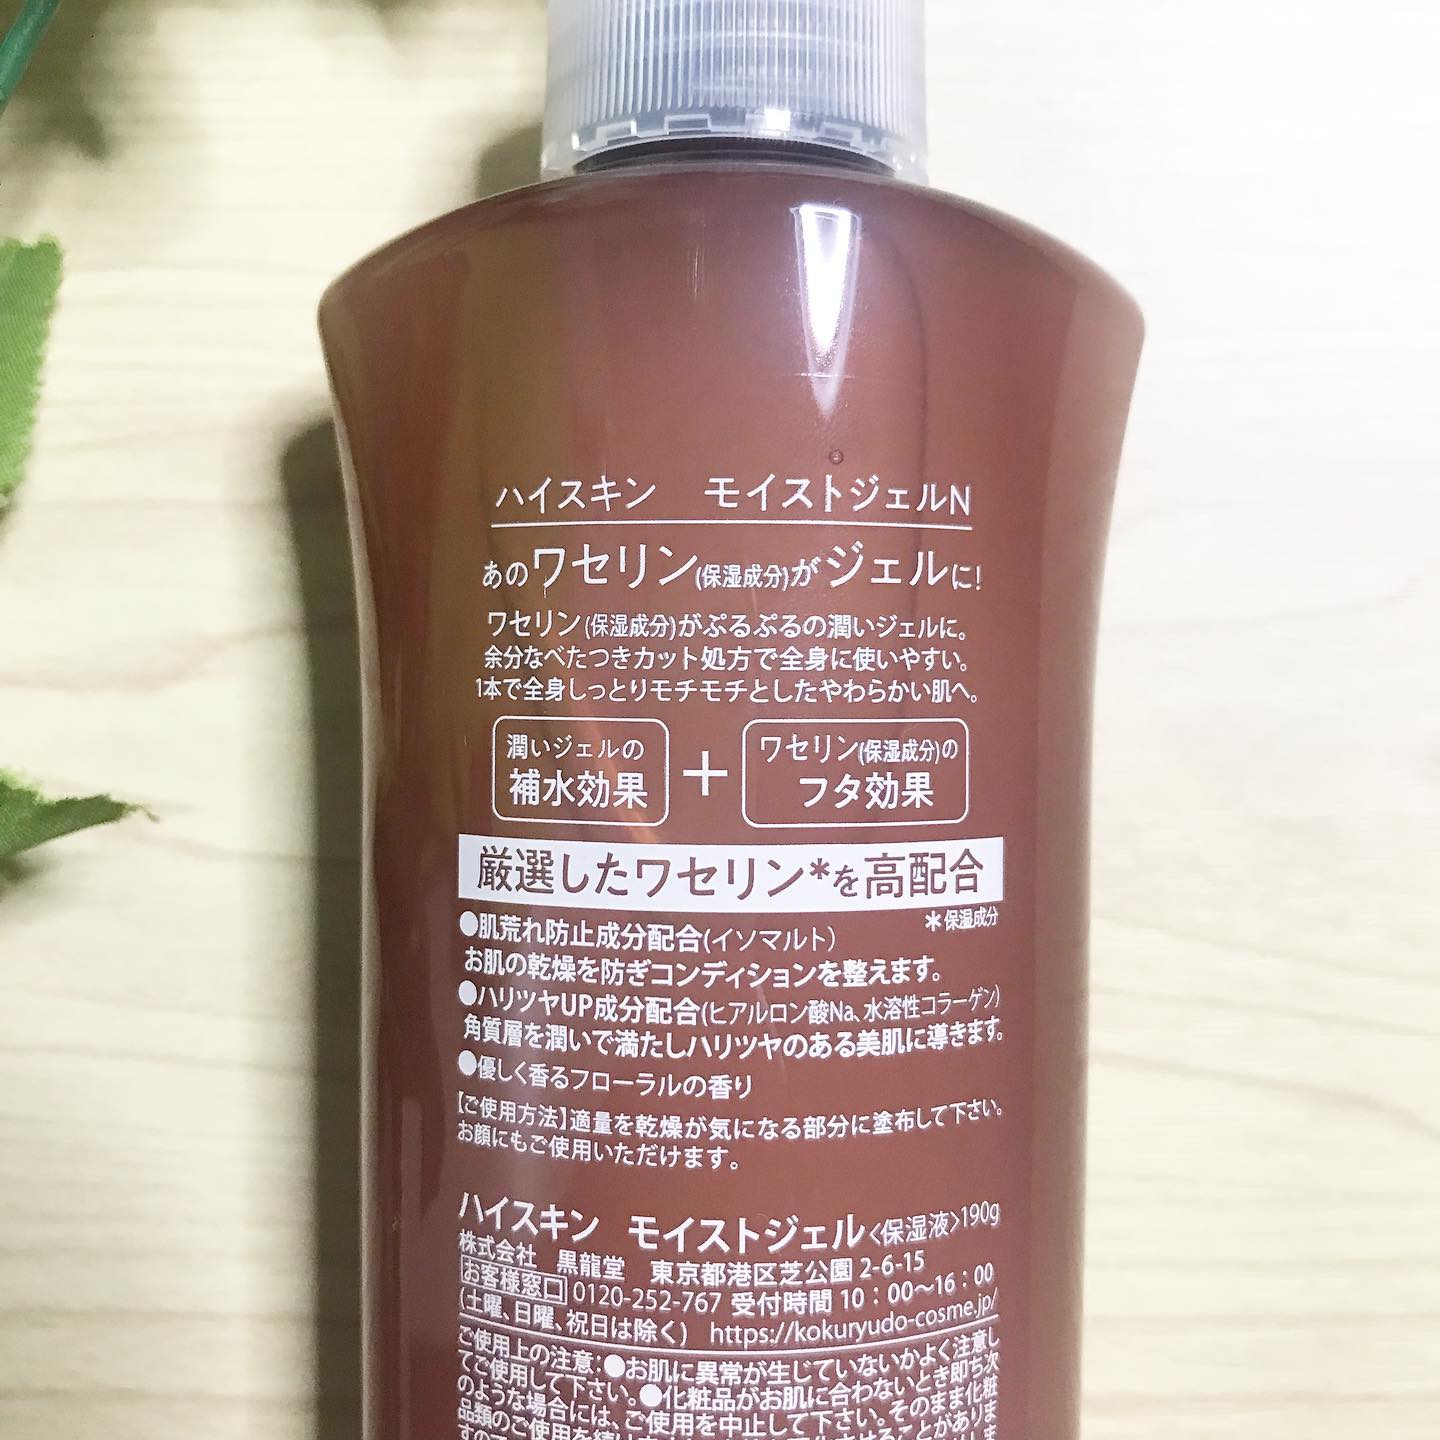 ハイスキン　モイストジェルN
あのワセリン(保湿成分)がジェルに!
ワセリン(保湿成分)がぷるぷるの潤いジェルに。
余分なべたつきカット処方で全身に使いやすい。
1本で全身しっとりモチモチとしたやわらかい肌へ。
潤いジェルの
補水効果
+
ワセリン(保湿成分)の
フタ効果
厳選したワセリン*を高配合
*保湿成分
●肌荒れ防止成分配合(イソマルト)
お肌の乾燥を防ぎコンディションを整えます。
●ハリツヤUP成分配合(ヒアルロン酸Na、水溶性コラーゲン)
角質層を潤いで満たしハリツヤのある美肌に導きます。
●優しく香るフローラルの香り
【ご使用方法】適量を乾燥が気になる部分に塗布して下さい。
お顔にもご使用いただけます。
ハイスキン　モイストジェル〈保湿液〉190g
株式会社　黒龍堂　東京都港区芝公園 2-6-15
お客様窓口 0120-252-767 受付時間 10：00〜16：00
(土曜、日曜、祝日は除く)　https://kokuryudo-cosme.jp/
ご使用上の注意：●お肌に異常が生じていないかよく注意し
てご使用して下さい。●化粧品がお肌に合わないとき即ち次
のような場合には、ご使用を中止して下さい。そのまま化粧
品類のご使用を続けますと
ことがありま